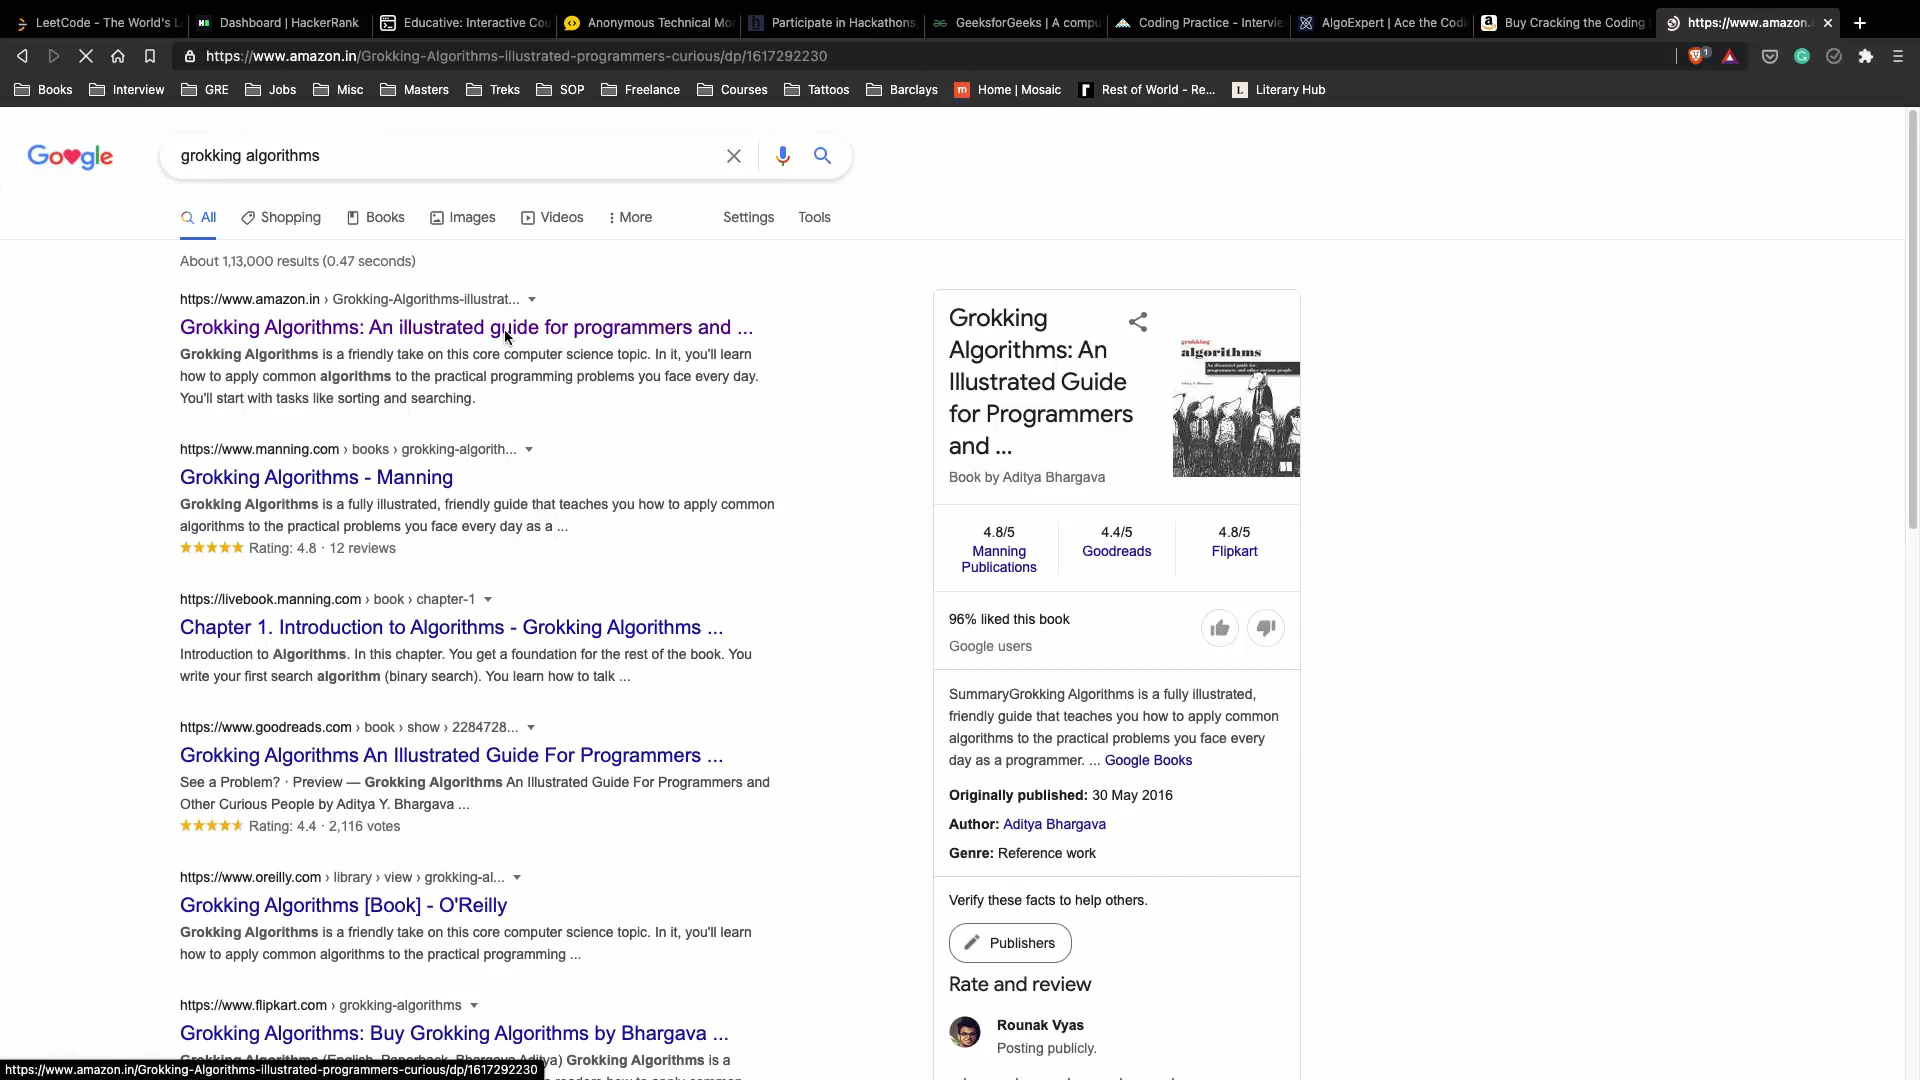 LeetCode - The World's L
Dashboard | HackerRank
Educative: Interactive Cou
Anonymous Technical Mo
Participate in Hackathons,
GeeksforGeeks | A compu
Coding Practice - Intervie
AlgoExpert | Ace the Codi
Buy Cracking the Coding
https://www.amazon.i
https://www.amazon.in/Grokking-Algorithms-illustrated-programmers-curious/dp/1617292230
1
Books
Interview
GRE
Jobs
Misc
Masters
Treks
SOP
Freelance
Courses
Tattoos
Barclays
Home | Mosaic
Rest of World - Re...
Literary Hub
grokking algorithms
All
Shopping
Books
Images
Videos
More
Settings
Tools
About 1,13,000 results (0.47 seconds)
https://www.amazon.in › Grokking-Algorithms-illustrat...
Grokking Algorithms: An illustrated guide for programmers and ...
Grokking Algorithms is a friendly take on this core computer science topic. In it, you'll learn
how to apply common algorithms to the practical programming problems you face every day.
You'll start with tasks like sorting and searching.
https://www.manning.com › books › grokking-algorith...
Grokking Algorithms - Manning
Grokking Algorithms is a fully illustrated, friendly guide that teaches you how to apply common
algorithms to the practical problems you face every day as a ...
Rating: 4.8 · 12 reviews
https://livebook.manning.com › book › chapter-1
Chapter 1. Introduction to Algorithms - Grokking Algorithms ...
Introduction to Algorithms. In this chapter. You get a foundation for the rest of the book. You
write your first search algorithm (binary search). You learn how to talk ...
https://www.goodreads.com › book › show › 2284728...
Grokking Algorithms An Illustrated Guide For Programmers ...
See a Problem? · Preview — Grokking Algorithms An Illustrated Guide For Programmers and
Other Curious People by Aditya Y. Bhargava ...
Rating: 4.4 · 2,116 votes
https://www.oreilly.com › library › view › grokking-al...
Grokking Algorithms [Book] - O'Reilly
Grokking Algorithms is a friendly take on this core computer science topic. In it, you'll learn
how to apply common algorithms to the practical programming ...
https://www.flipkart.com › grokking-algorithms
Grokking Algorithms: Buy Grokking Algorithms by Bhargava ...
Grokking Algorithms is a
https://www.amazon.in/Grokking-Algorithms-illustrated-programmers-curious/dp/1617292230
Grokking
Algorithms: An
Illustrated Guide
for Programmers
and ...
Book by Aditya Bhargava
grokking
algorithms
An illustrated guide for
programmers and other curious people
4.8/5
Manning
Publications
4.4/5
Goodreads
4.8/5
Flipkart
96% liked this book
Google users
SummaryGrokking Algorithms is a fully illustrated,
friendly guide that teaches you how to apply common
algorithms to the practical problems you face every
day as a programmer. ... Google Books
Originally published: 30 May 2016
Author: Aditya Bhargava
Genre: Reference work
Verify these facts to help others.
Publishers
Rate and review
Rounak Vyas
Posting publicly.